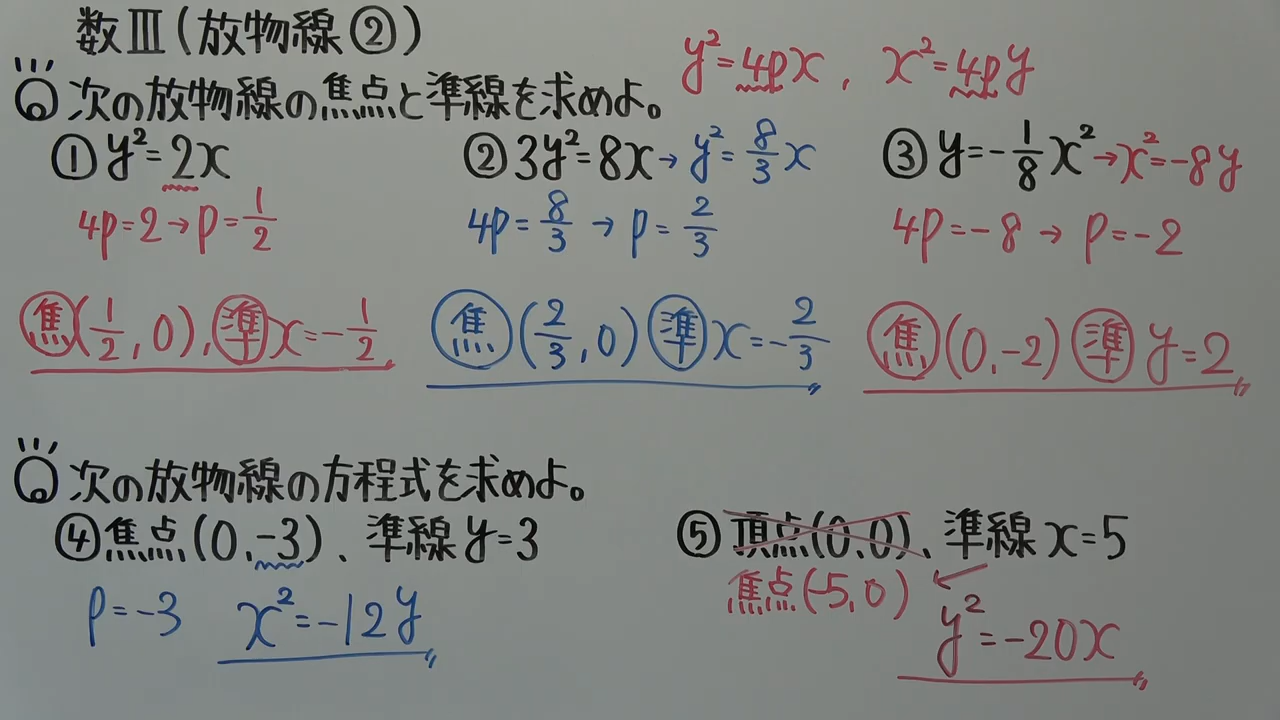 数Ⅲ(放物線②)
y²=4px, x²=4py
Q 次の放物線の焦点と準線を求めよ。
① y²=2x
4p=2→p=1/2
焦(1/2,0),準x=-1/2
② 3y²=8x→y²=8/3x
4p=8/3→p=2/3
焦(2/3,0)準x=-2/3
③ y=-1/8x²→x²=-8y
4p=-8→p=-2
焦(0,-2)準y=2
Q 次の放物線の方程式を求めよ。
④焦点(0,-3)、準線y=3
p=-3 x²=-12y
⑤頂点(0,0)、準線x=5
焦点(-5,0)←
y²=-20x